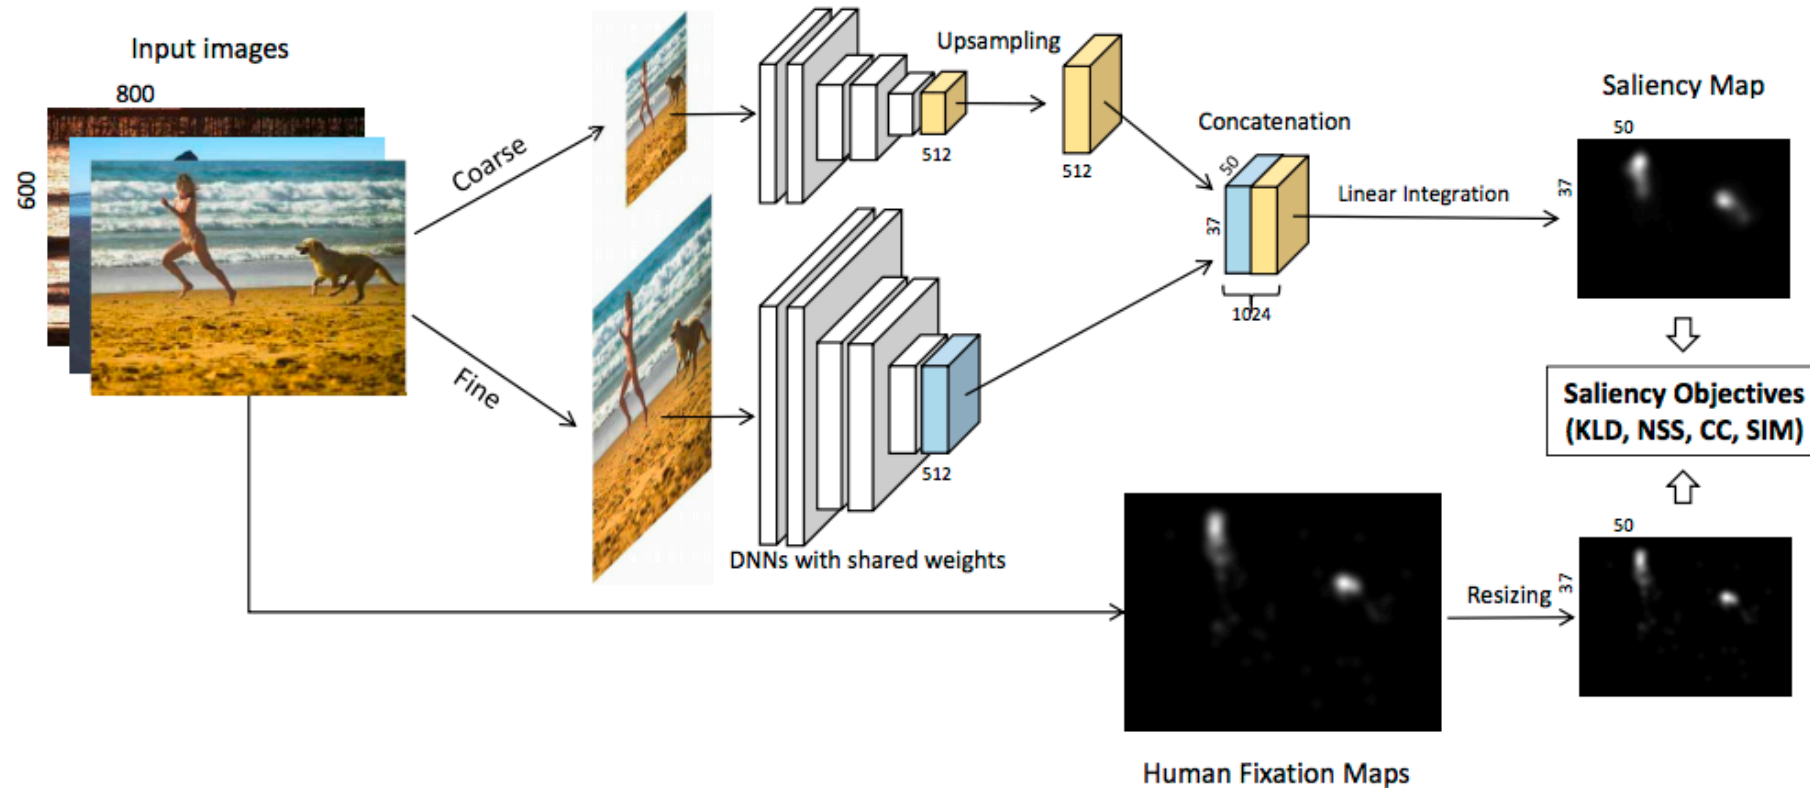 Input images
800
600
Coarse
Fine
Upsampling
512
512
512
DNNs with shared weights
Concatenation
50
37
1024
Linear Integration
Saliency Map
50
37
Saliency Objectives
(KLD, NSS, CC, SIM)
50
37
Resizing
Human Fixation Maps